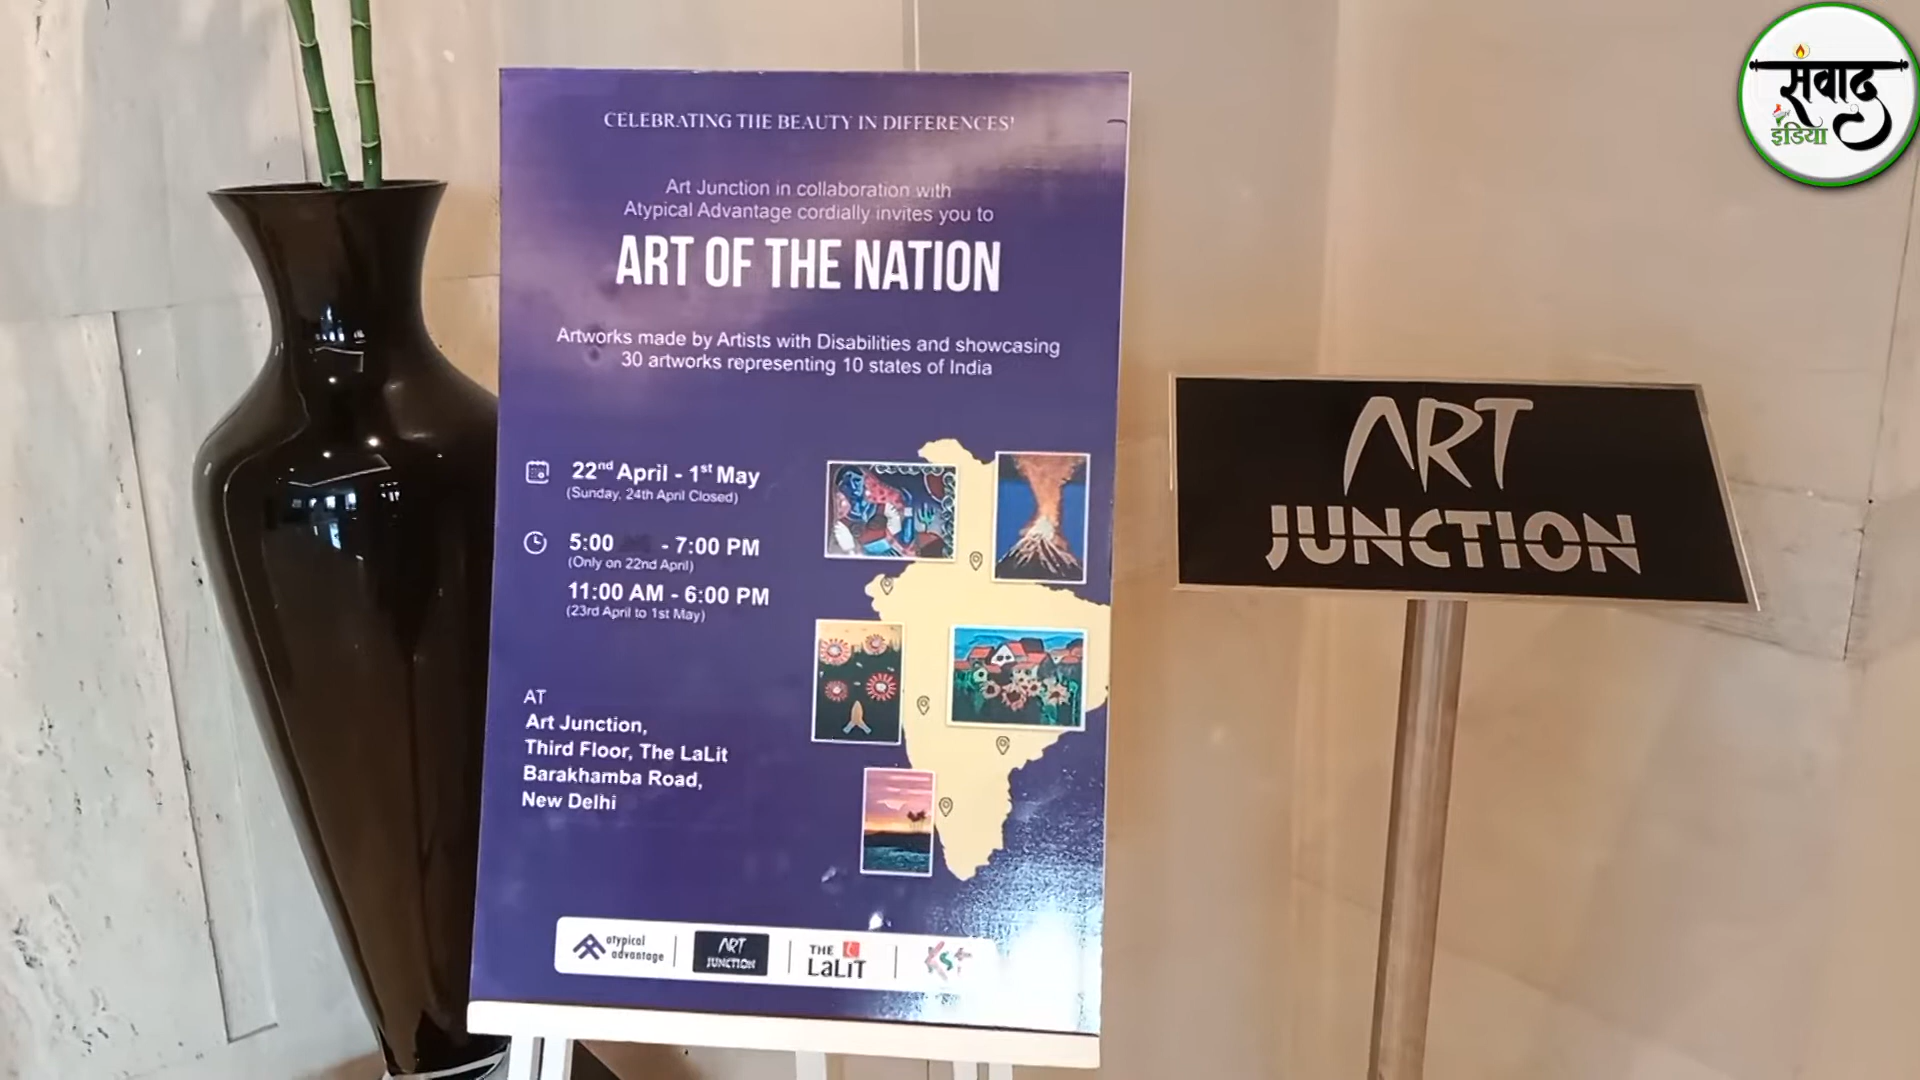 CELEBRATING THE BEAUTY IN DIFFERENCES!
Art Junction in collaboration with
Atypical Advantage cordially invites you to
ART OF THE NATION
Artworks made by Artists with Disabilities and showcasing
30 artworks representing 10 states of India
22nd April - 1st May
(Sunday, 24th April Closed)
5:00 - 7:00 PM
(Only on 22nd April)
11:00 AM - 6:00 PM
(23rd April to 1st May)
AT
Art Junction,
Third Floor, The LaLit
Barakhamba Road,
New Delhi
atypical
advantage
ART
JUNCTION
THE
LaLiT
ART
JUNCTION
संवाद
इंडिया